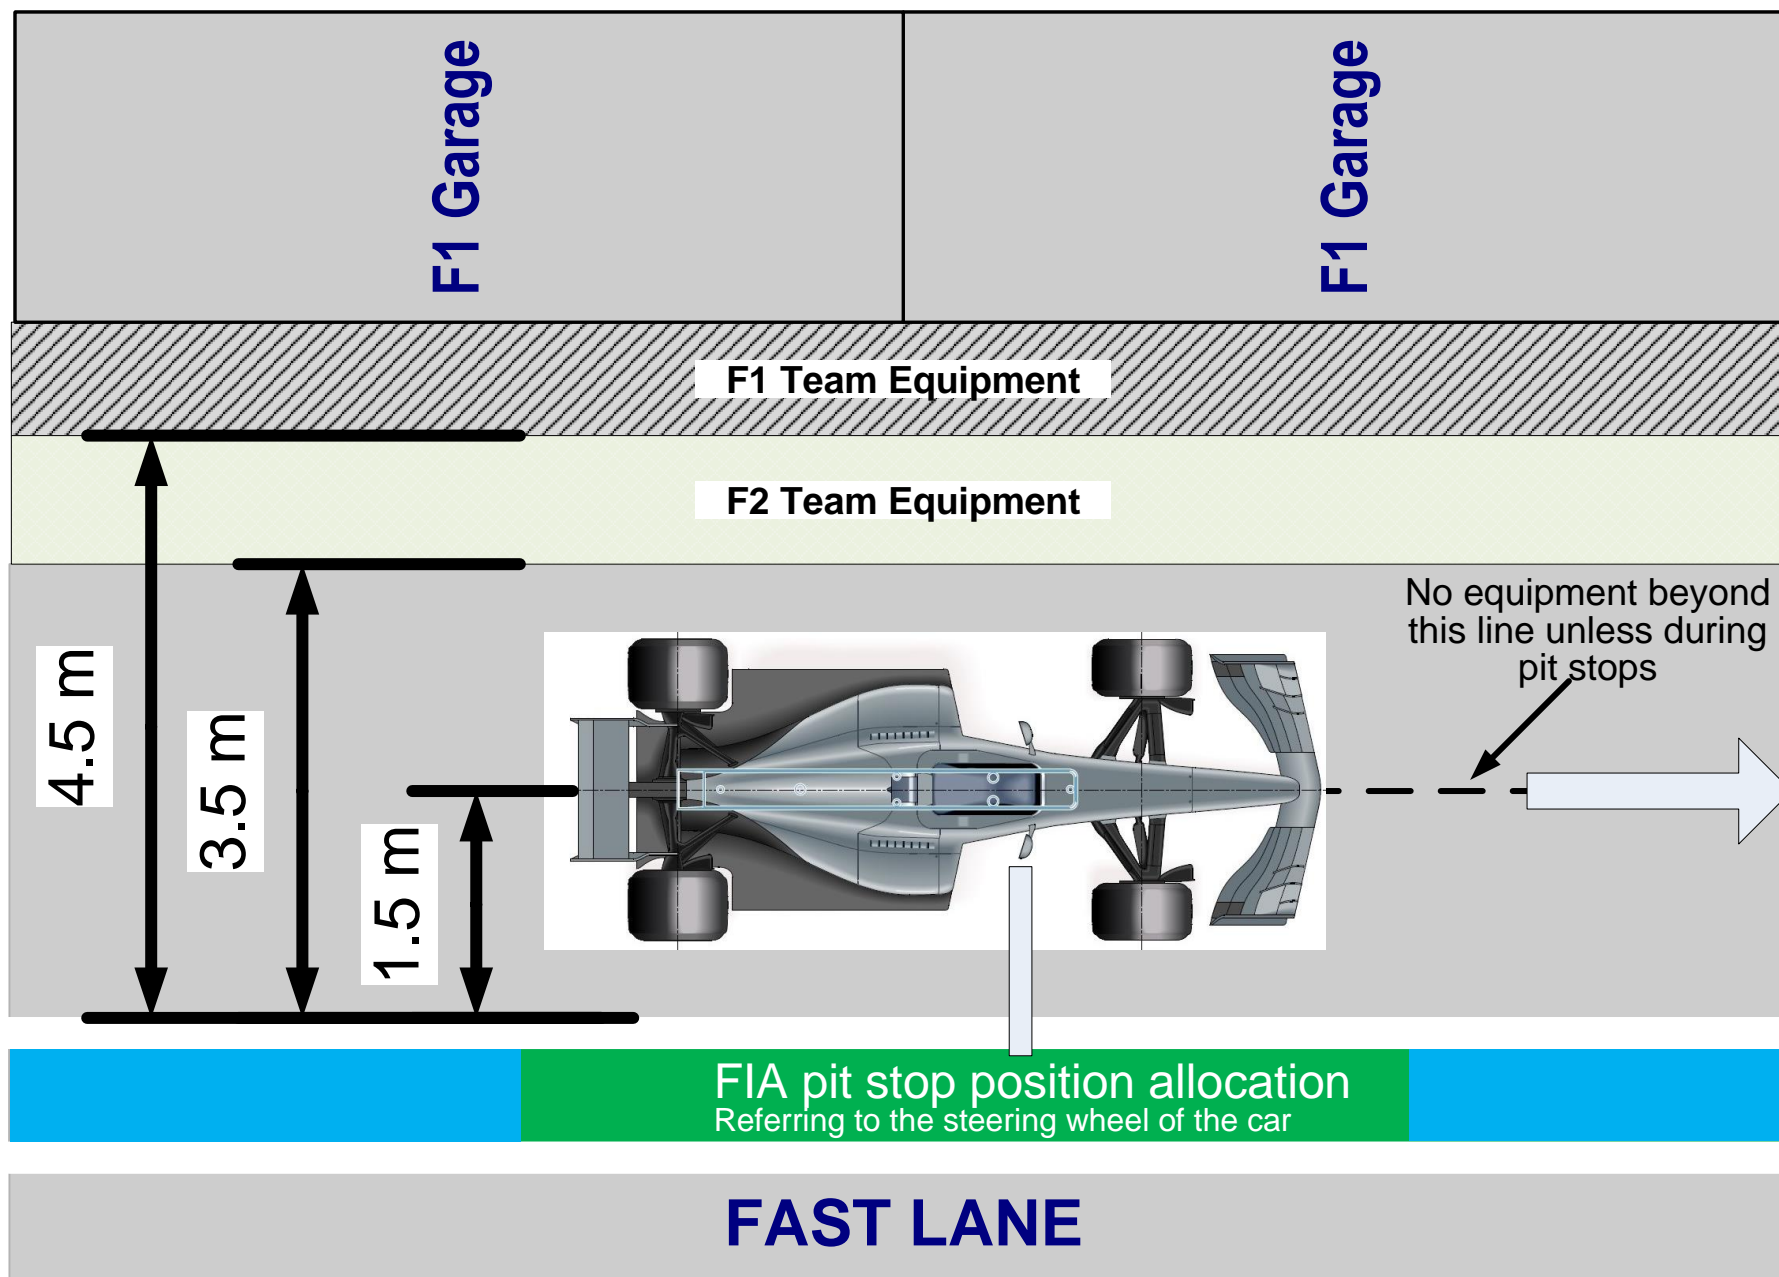 F1 Garage
F1 Garage
F1 Team Equipment
F2 Team Equipment
No equipment beyond
this line unless during
pit stops
4.5 m
3.5 m
1.5 m
FIA pit stop position allocation
Referring to the steering wheel of the car
FAST LANE